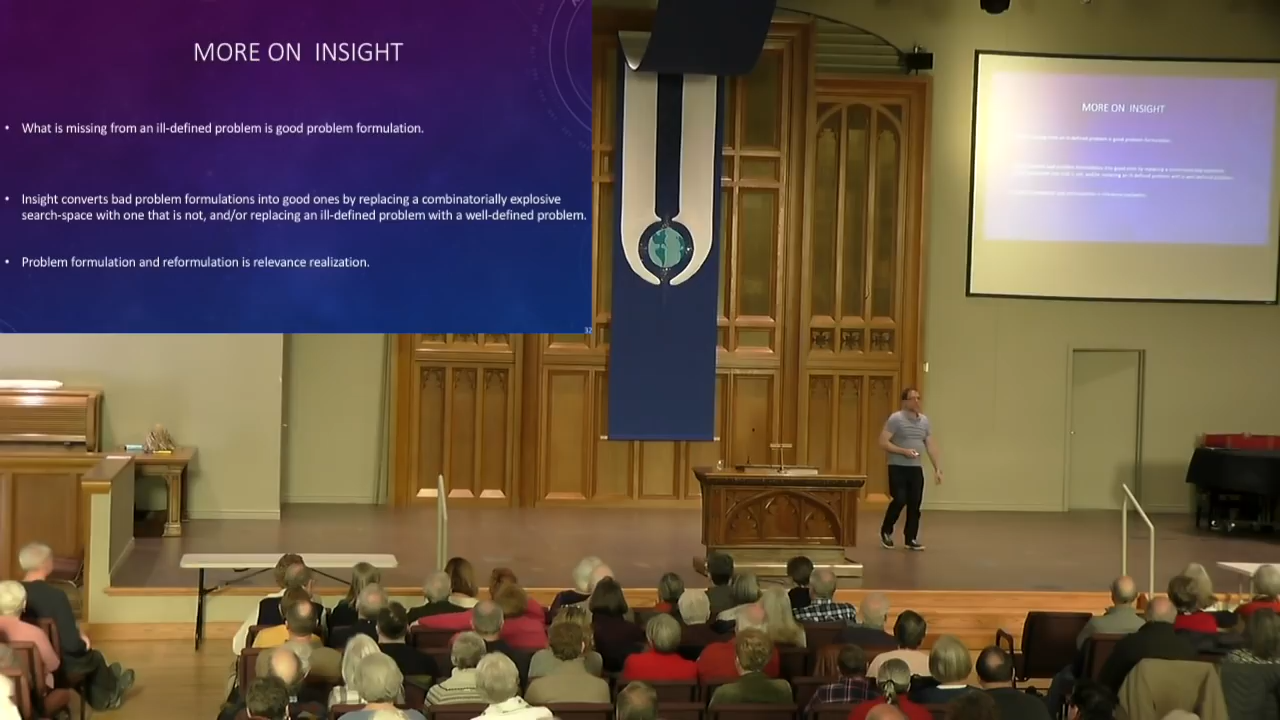 MORE ON INSIGHT
• What is missing from an ill-defined problem is good problem formulation.
• Insight converts bad problem formulations into good ones by replacing a combinatorially explosive
search-space with one that is not, and/or replacing an ill-defined problem with a well-defined problem.
• Problem formulation and reformulation is relevance realization.
32
MORE ON INSIGHT